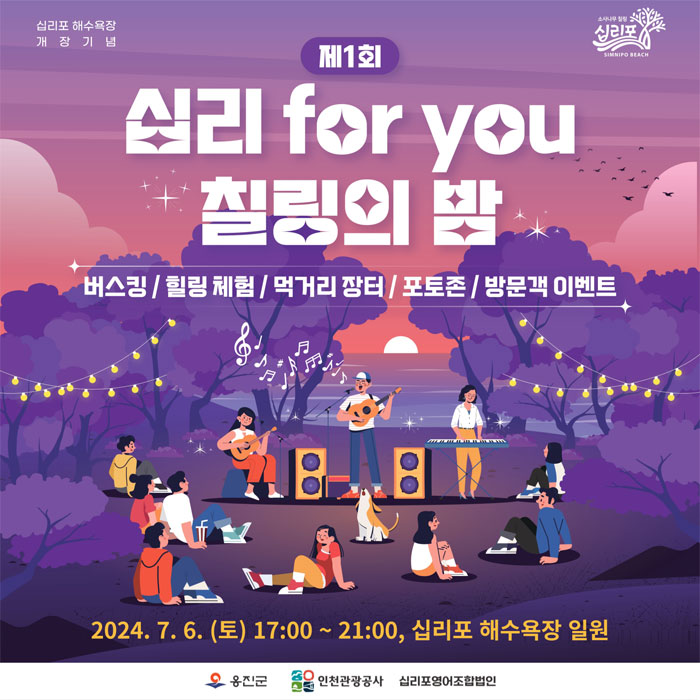 십리포 해수욕장
개장기념
소사나무 힐링
십리포
SIMNIPO BEACH
제1회
십리 for you
칠링의 밤
버스킹 / 힐링 체험 / 먹거리 장터 / 포토존 / 방문객 이벤트
2024. 7. 6. (토) 17:00 ~ 21:00, 십리포 해수욕장 일원
옹진군 인천관광공사 십리포영어조합법인